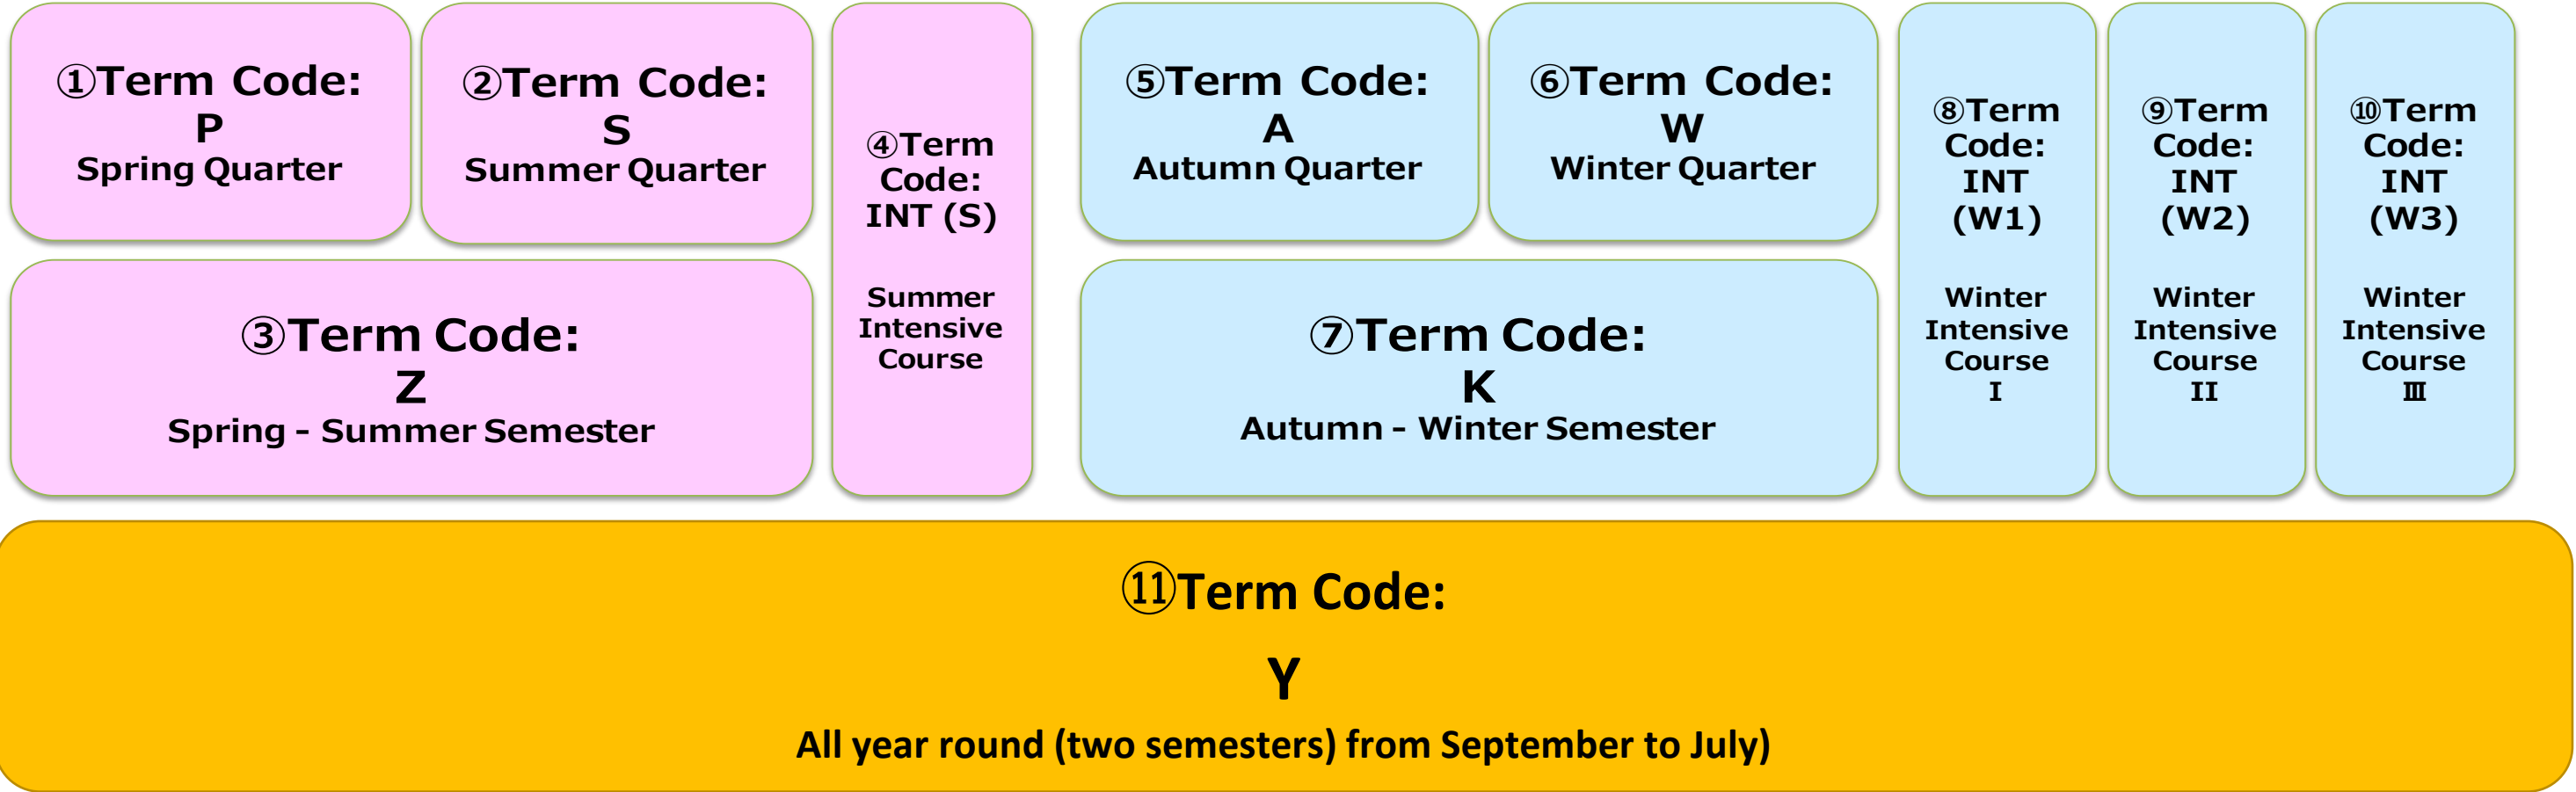 ①Term Code:
P
Spring Quarter
②Term Code:
S
Summer Quarter
③Term Code:
Z
Spring - Summer Semester
④Term
Code:
INT (S)
Summer
Intensive
Course
⑤Term Code:
A
Autumn Quarter
⑥Term Code:
W
Winter Quarter
⑦Term Code:
K
Autumn - Winter Semester
⑧Term
Code:
INT
(W1)
Winter
Intensive
Course
I
⑨Term
Code:
INT
(W2)
Winter
Intensive
Course
II
⑩Term
Code:
INT
(W3)
Winter
Intensive
Course
Ⅲ
⑪Term Code:
Y
All year round (two semesters) from September to July)